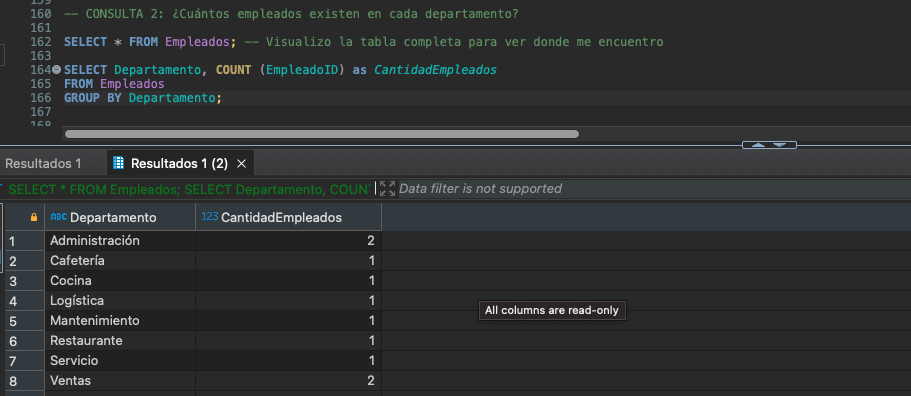 159
160 -- CONSULTA 2: ¿Cuántos empleados existen en cada departamento?
161
162 SELECT * FROM Empleados; -- Visualizo la tabla completa para ver donde me encuentro
163
164 SELECT Departamento, COUNT (EmpleadoID) as CantidadEmpleados
165 FROM Empleados
166 GROUP BY Departamento;
167
168
Resultados 1 Resultados 1 (2)
SELECT * FROM Empleados; SELECT Departamento, COUN Data filter is not supported
ABC Departamento 123 CantidadEmpleados
1 Administración 2
2 Cafetería 1
3 Cocina 1
4 Logística 1
All columns are read-only
5 Mantenimiento 1
6 Restaurante 1
7 Servicio 1
8 Ventas 2